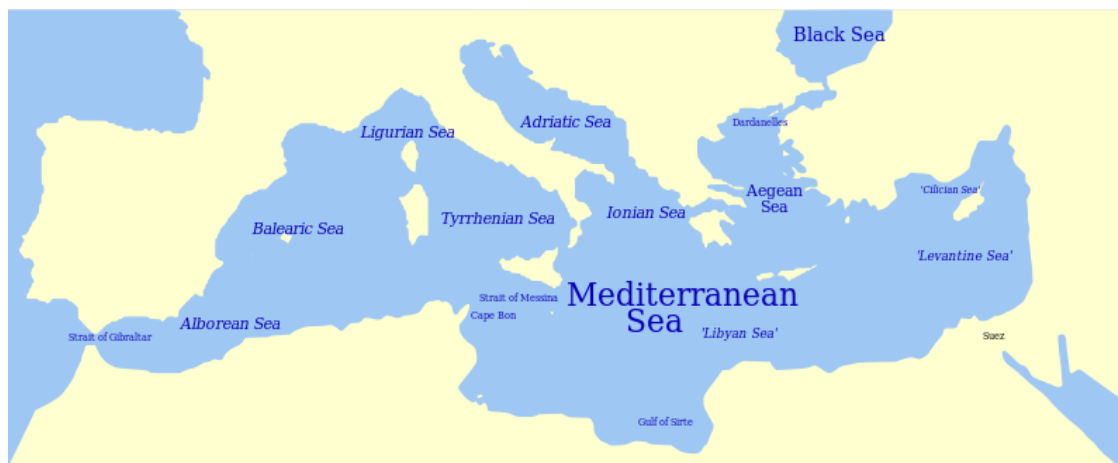 Black Sea
Adriatic Sea
Dardanelles
Ligurian Sea
'Cilician Sea'
Aegean
Sea
Ionian Sea
Tyrrhenian Sea
Balearic Sea
'Levantine Sea'
Strait of Messina
Mediterranean
Sea
Cape Bon
Alborean Sea
'Libyan Sea'
Strait of Gibraltar
Suez
Gulf of Sirte